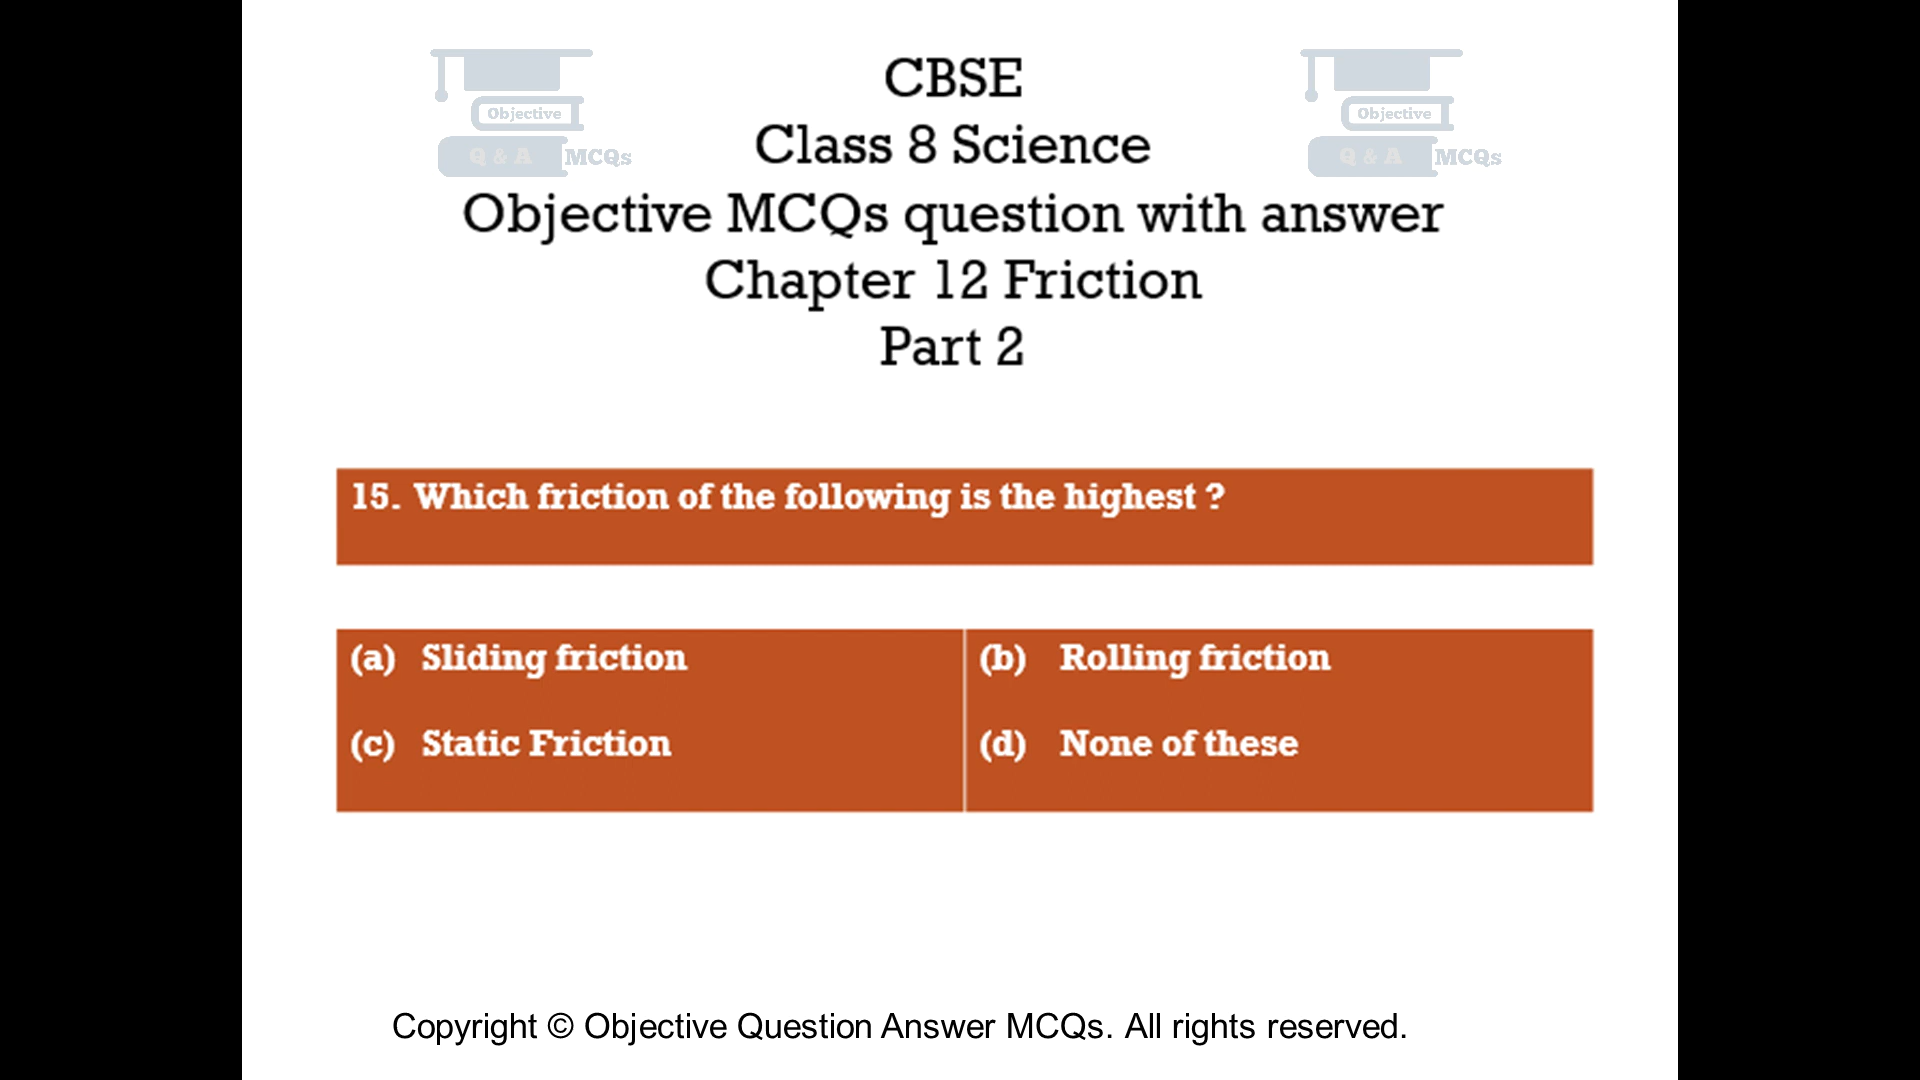 Objective
Q & A MCQs
Objective
Q & A MCQs
CBSE
Class 8 Science
Objective MCQs question with answer
Chapter 12 Friction
Part 2
15. Which friction of the following is the highest ?
(a) Sliding friction
(b) Rolling friction
(c) Static Friction
(d) None of these
Copyright © Objective Question Answer MCQs. All rights reserved.